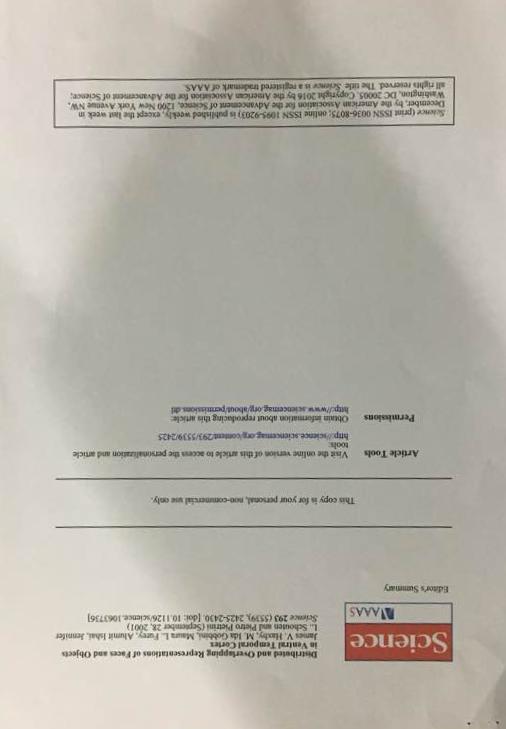 Science
AAAS
Distributed and Overlapping Representations of Faces and Objects
in Ventral Temporal Cortex
James V. Haxby, M. Ida Gobbini, Maura L. Furey, Alumit Ishai, Jennifer
L. Schouten and Pietro Pietrini (September 28, 2001)
Science 293 (5539), 2425-2430. [doi: 10.1126/science.1063736]
Editor's Summary
This copy is for your personal, non-commercial use only.
Article Tools
Visit the online version of this article to access the personalization and article
tools:
http://science.sciencemag.org/content/293/5539/2425
Permissions
Obtain information about reproducing this article:
http://www.sciencemag.org/about/permissions.dtl
Science (print ISSN 0036-8075; online ISSN 1095-9203) is published weekly, except the last week in
December, by the American Association for the Advancement of Science, 1200 New York Avenue NW,
Washington, DC 20005. Copyright 2016 by the American Association for the Advancement of Science;
all rights reserved. The title Science is a registered trademark of AAAS.